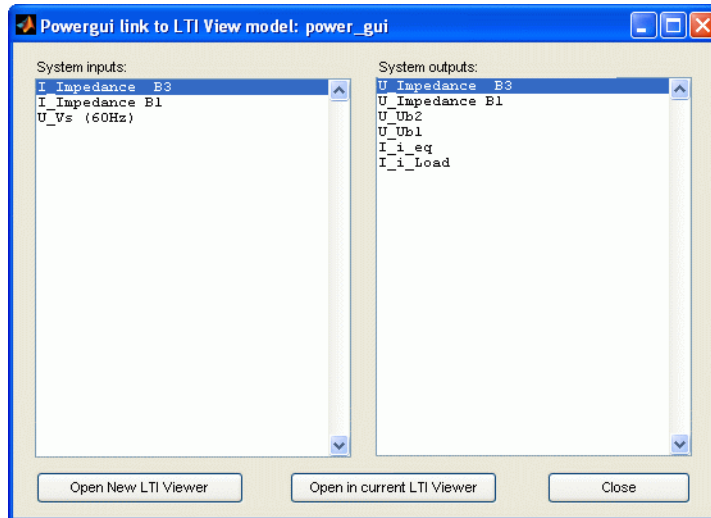 Powergui link to LTI View model: power_gui
System inputs:
I_Impedance B3
I_Impedance B1
U_Vs (60Hz)
System outputs:
U_Impedance B3
U_Impedance B1
U_Ub2
U_Ub1
I_i_eq
I_i_Load
Open New LTI Viewer
Open in current LTI Viewer
Close